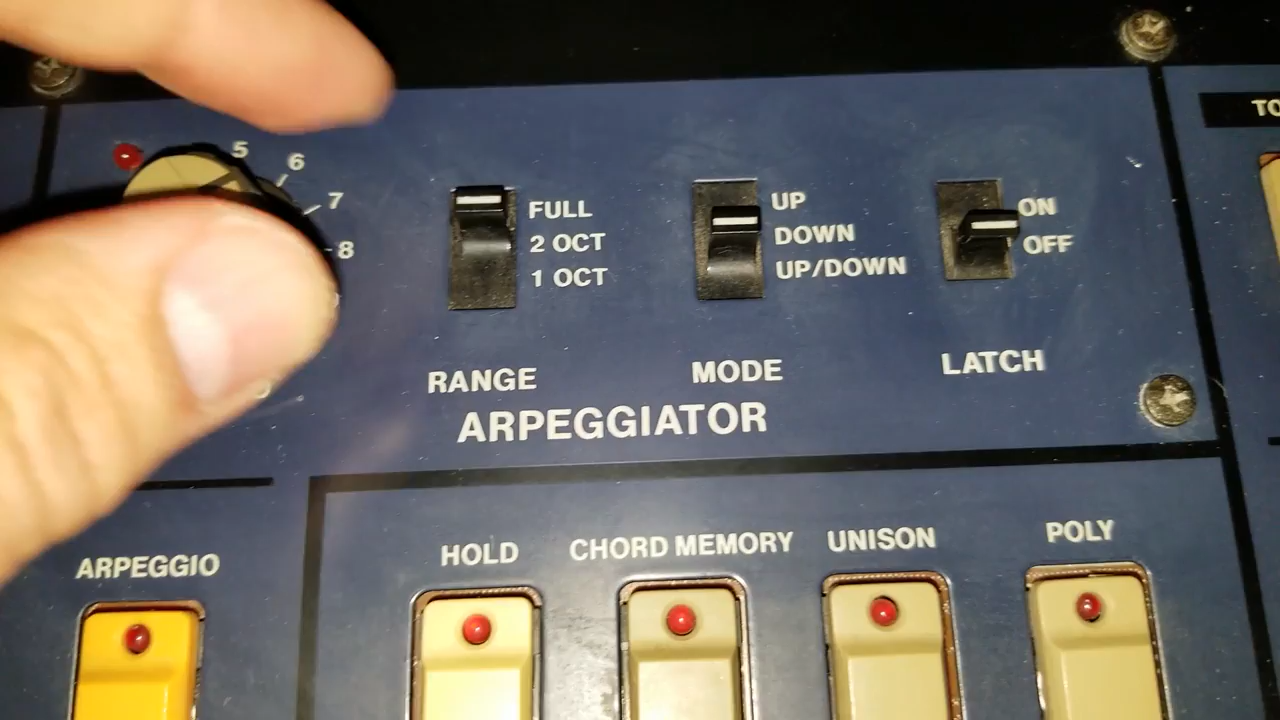 5
6
7
8
FULL
2 OCT
1 OCT
RANGE
UP
DOWN
UP/DOWN
MODE
ON
OFF
LATCH
ARPEGGIATOR
ARPEGGIO
HOLD
CHORD MEMORY
UNISON
POLY